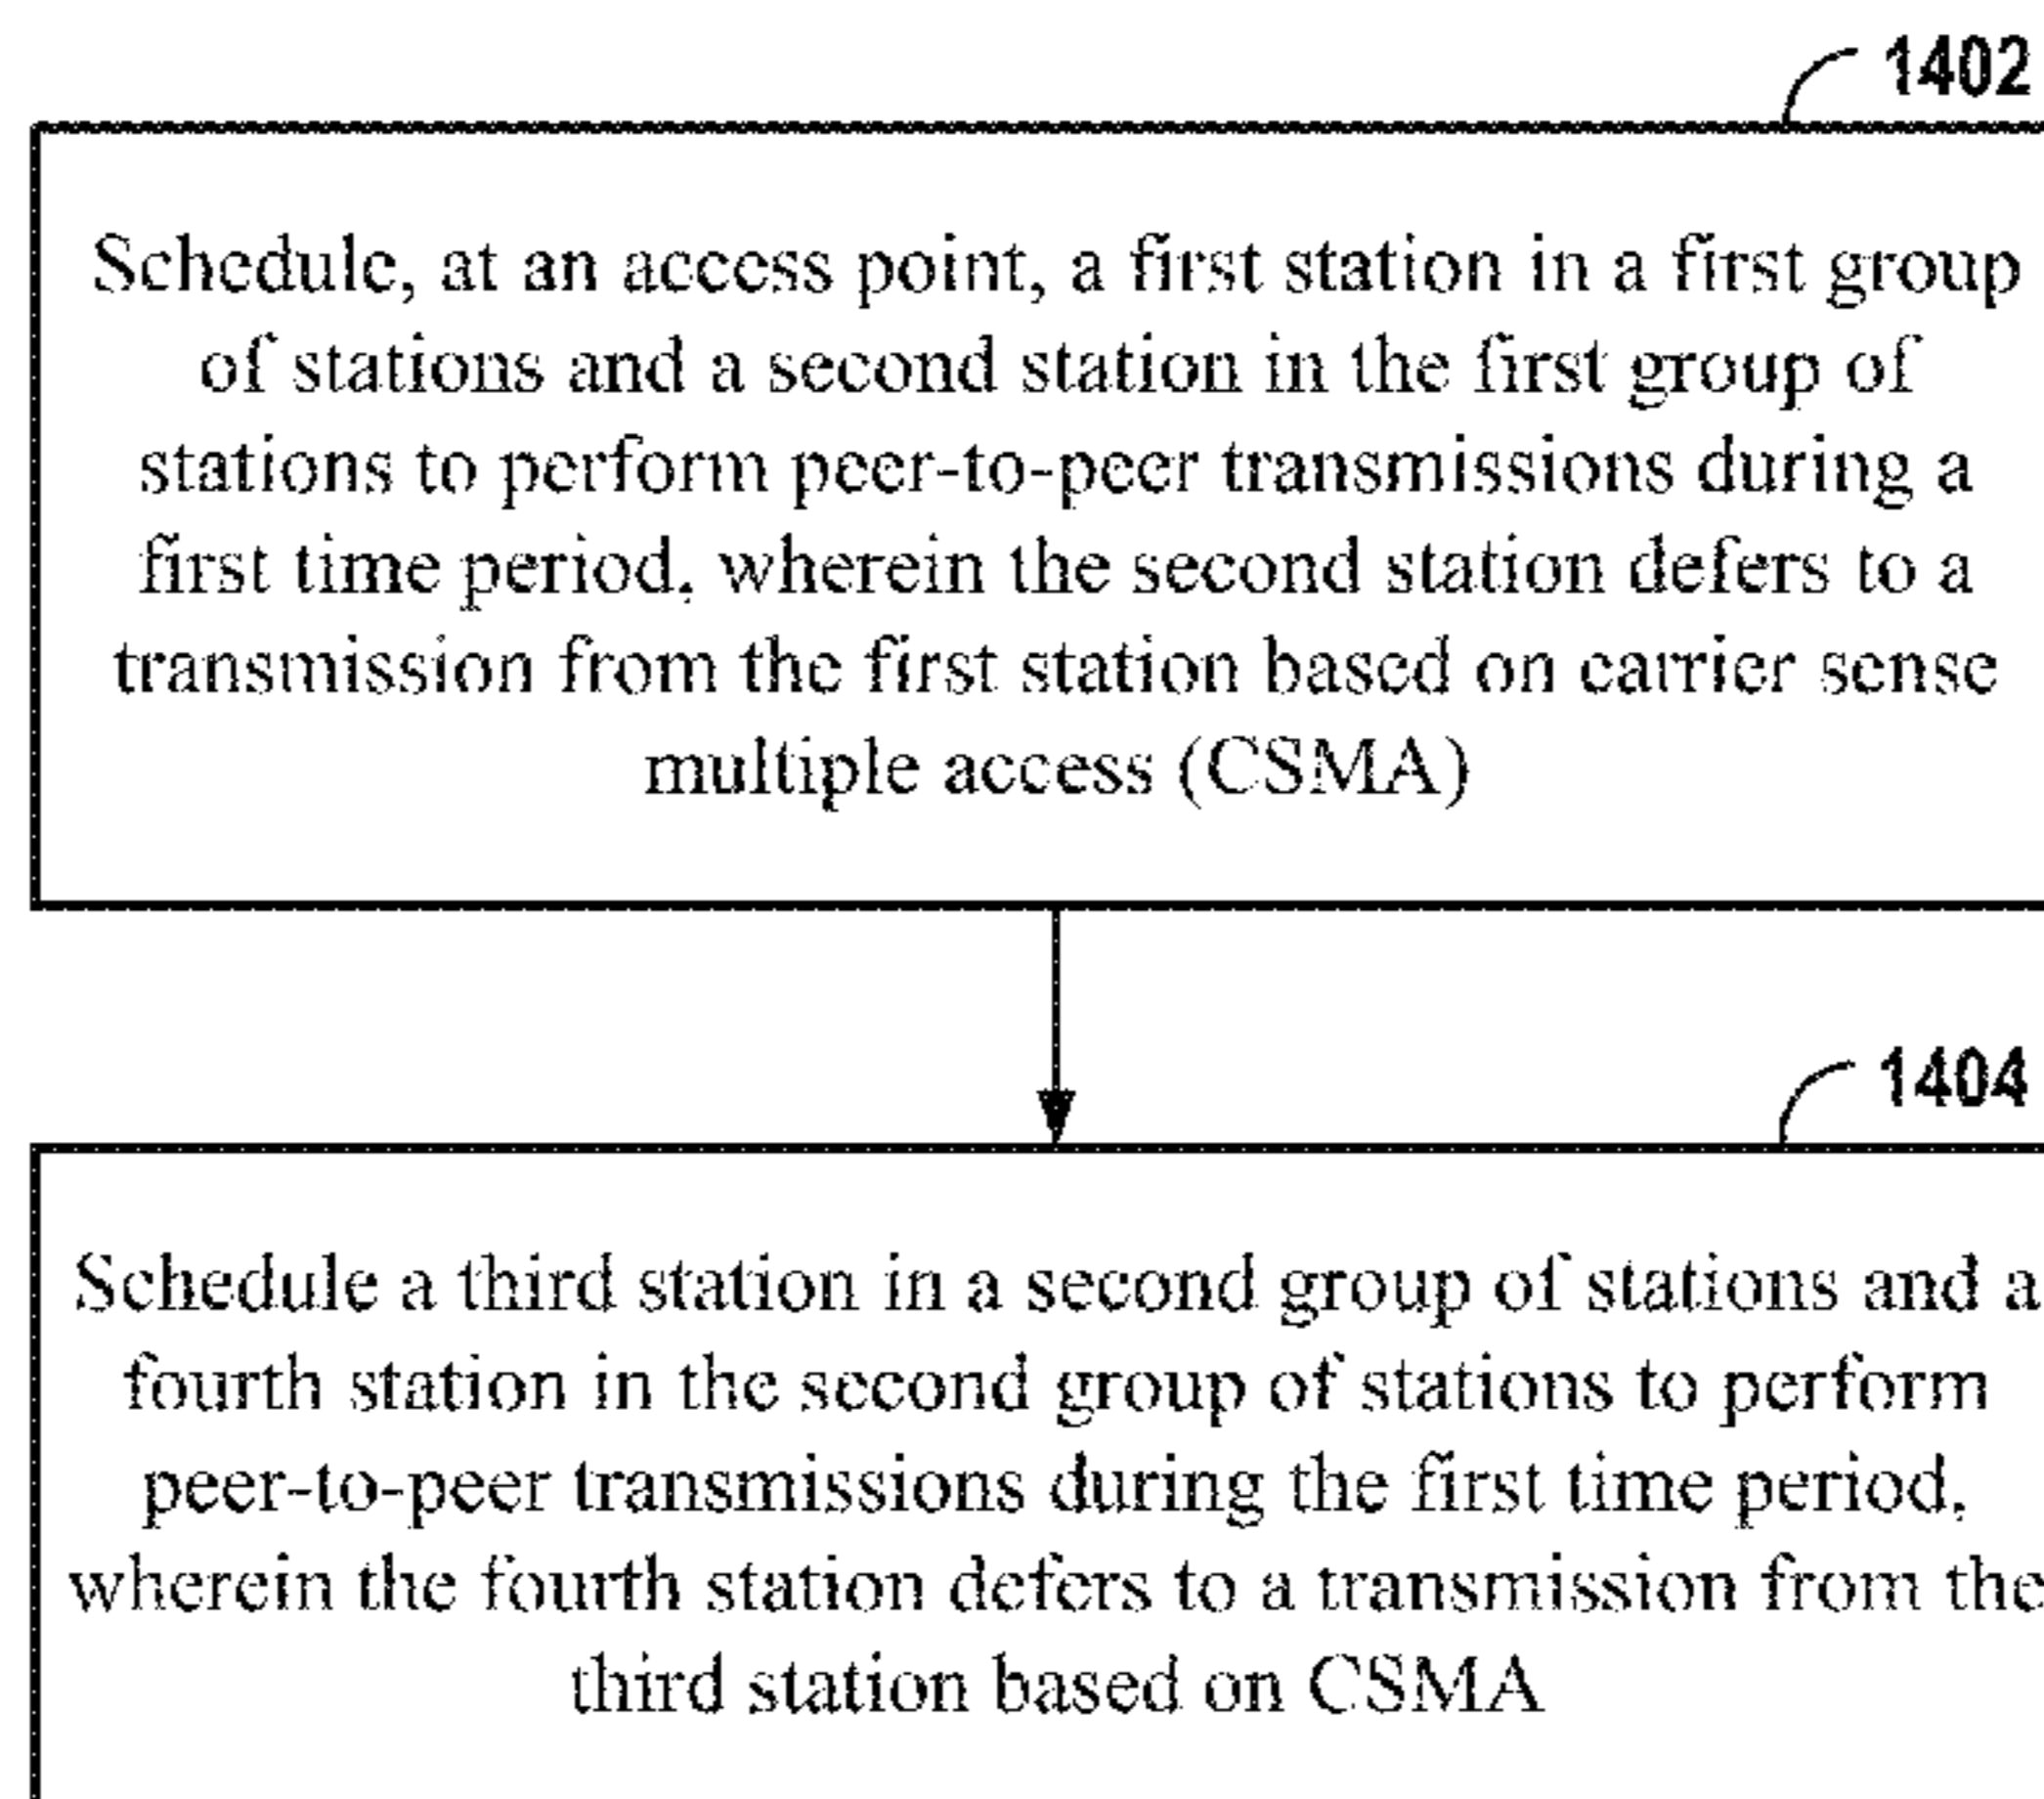 1402
Schedule, at an access point, a first station in a first group
of stations and a second station in the first group of
stations to perform peer-to-peer transmissions during a
first time period, wherein the second station defers to a
transmission from the first station based on carrier sense
multiple access (CSMA)
1404
Schedule a third station in a second group of stations and a
fourth station in the second group of stations to perform
peer-to-peer transmissions during the first time period,
wherein the fourth station defers to a transmission from the
third station based on CSMA